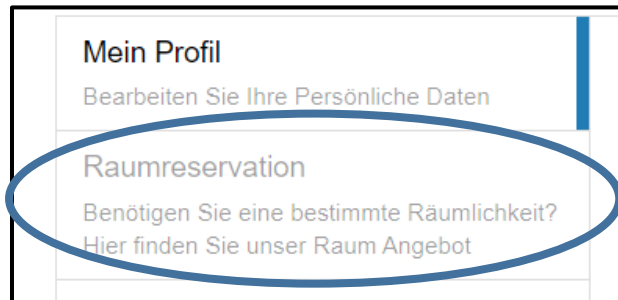 Mein Profil
Bearbeiten Sie Ihre Persönliche Daten
Raumreservation
Benötigen Sie eine bestimmte Räumlichkeit?
Hier finden Sie unser Raum Angebot